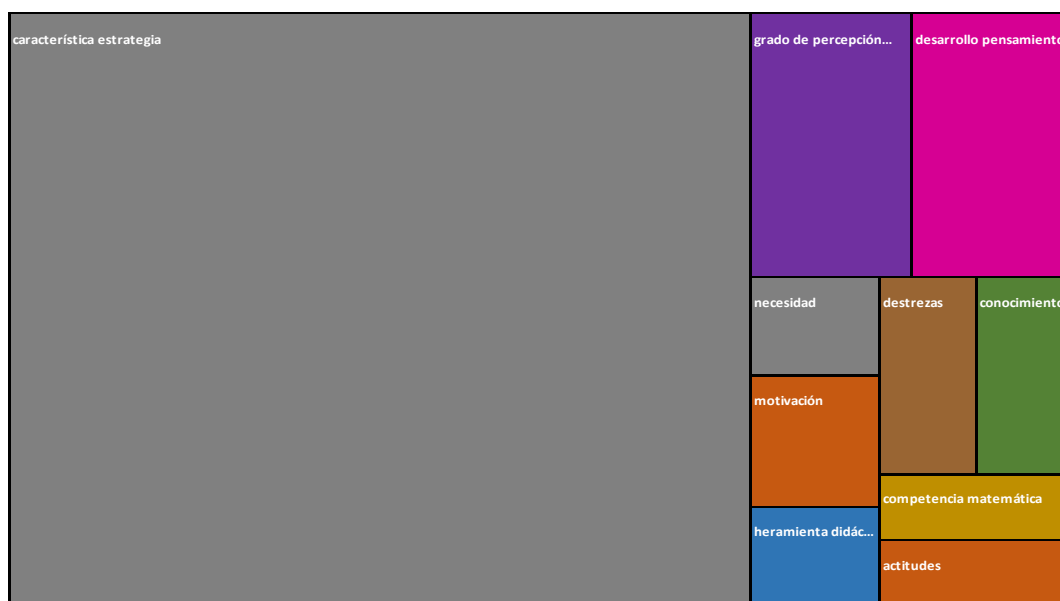 característica estrategia
grado de percepción...
desarrollo pensamiento
necesidad
destrezas
conocimiento
motivación
competencia matemática
heramienta didác...
actitudes